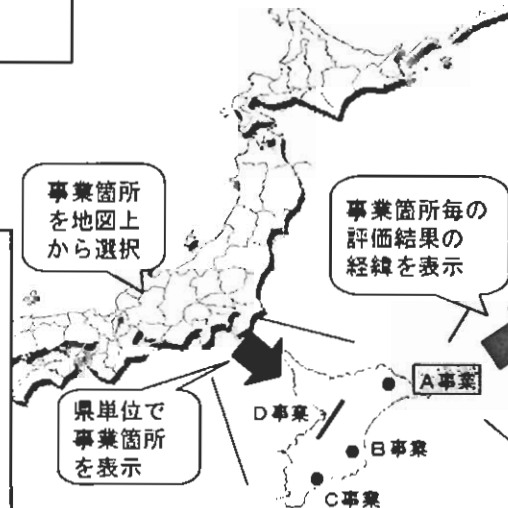 事業箇所
を地図上
から選択
事業箇所毎の
評価結果の
経緯を表示
県単位で
事業箇所
を表示
A事業
D事業
B事業
C事業